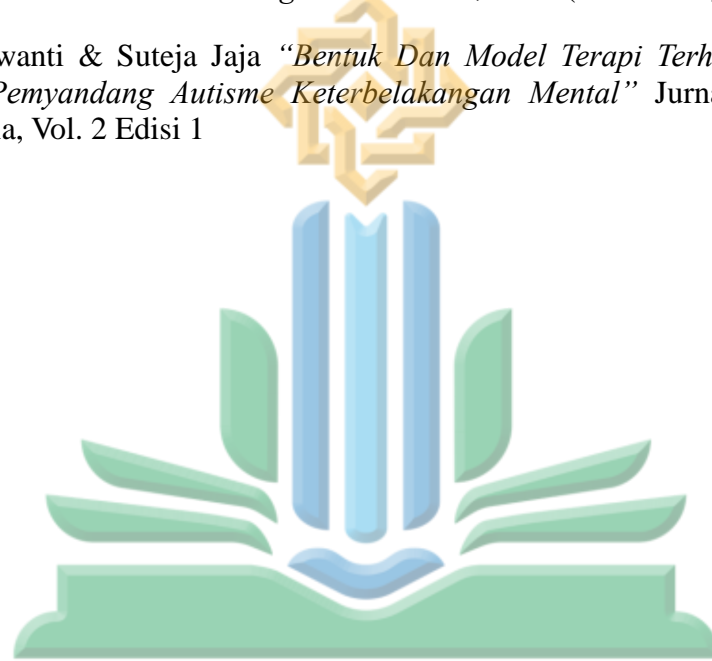 wanti & Suteja Jaja “Bentuk Dan Model Terapi Terh
Pemyandang Autisme Keterbelakangan Mental” Jurna
a, Vol. 2 Edisi 1